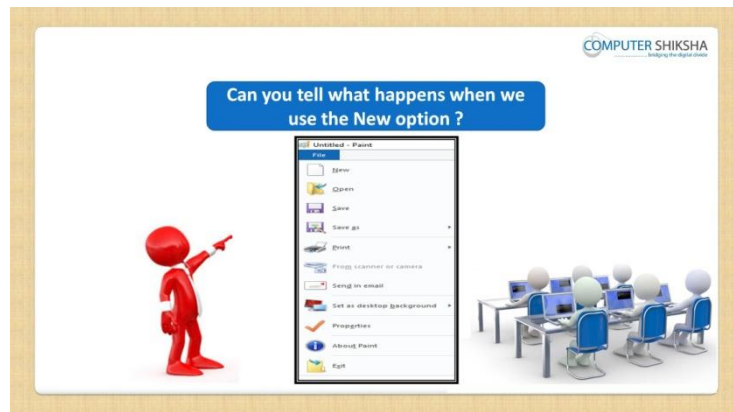 COMPUTER SHIKSHA
bridging the digital divide
Can you tell what happens when we
use the New option ?
Untitled - Paint
File
New
Open
Save
Save as
Print
From scanner or camera
Send in email
Set as desktop background
Properties
About Paint
Exit